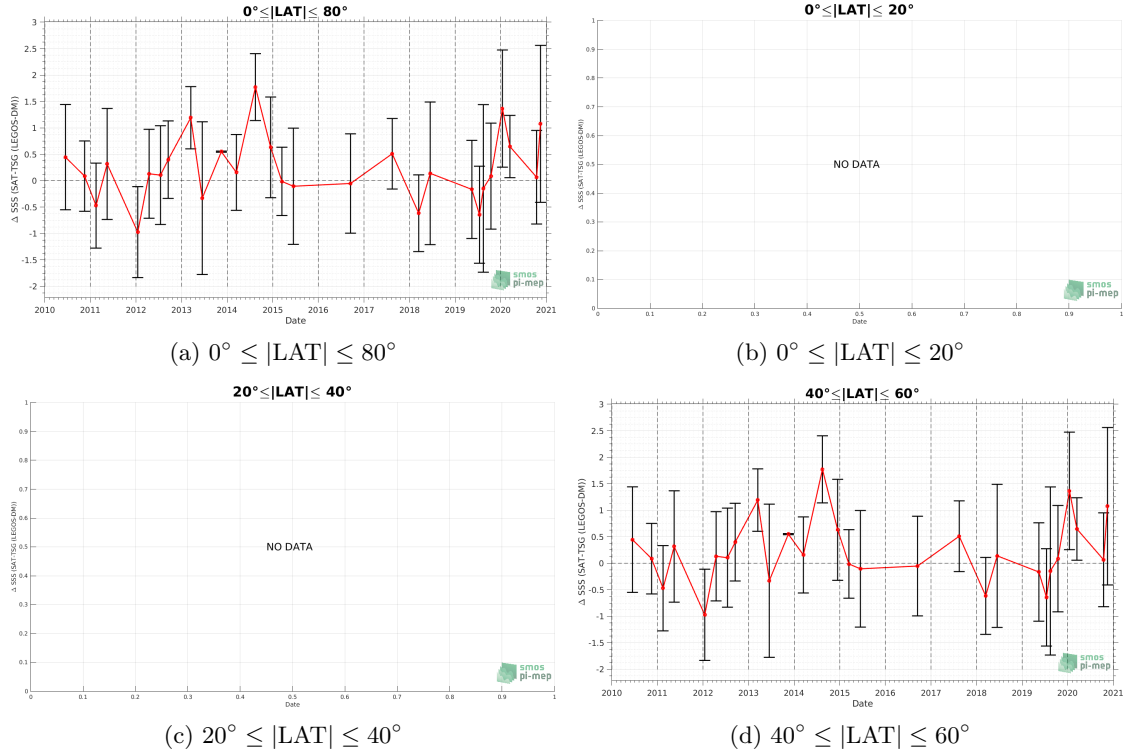 0°≤|LAT|≤ 80°
Δ SSS (SAT-TSG (LEGOS-DM))
3
2.5
2
1.5
1
0.5
0
-0.5
-1
-1.5
-2
2010 2011 2012 2013 2014 2015 2016 2017 2018 2019 2020 2021
Date
smos
pi-mep
(a) 0° ≤ |LAT| ≤ 80°
0°≤|LAT|≤ 20°
Δ SSS (SAT-TSG (LEGOS-DM))
1
0.9
0.8
0.7
0.6
0.5
0.4
0.3
0.2
0.1
0
NO DATA
0 0.1 0.2 0.3 0.4 0.5 0.6 0.7 0.8 0.9 1
Date
smos
pi-mep
(b) 0° ≤ |LAT| ≤ 20°
20°≤|LAT|≤ 40°
Δ SSS (SAT-TSG (LEGOS-DM))
1
0.9
0.8
0.7
0.6
0.5
0.4
0.3
0.2
0.1
0
NO DATA
0 0.1 0.2 0.3 0.4 0.5 0.6 0.7 0.8 0.9 1
Date
smos
pi-mep
(c) 20° ≤ |LAT| ≤ 40°
40°≤|LAT|≤ 60°
Δ SSS (SAT-TSG (LEGOS-DM))
3
2.5
2
1.5
1
0.5
0
-0.5
-1
-1.5
-2
2010 2011 2012 2013 2014 2015 2016 2017 2018 2019 2020 2021
Date
smos
pi-mep
(d) 40° ≤ |LAT| ≤ 60°